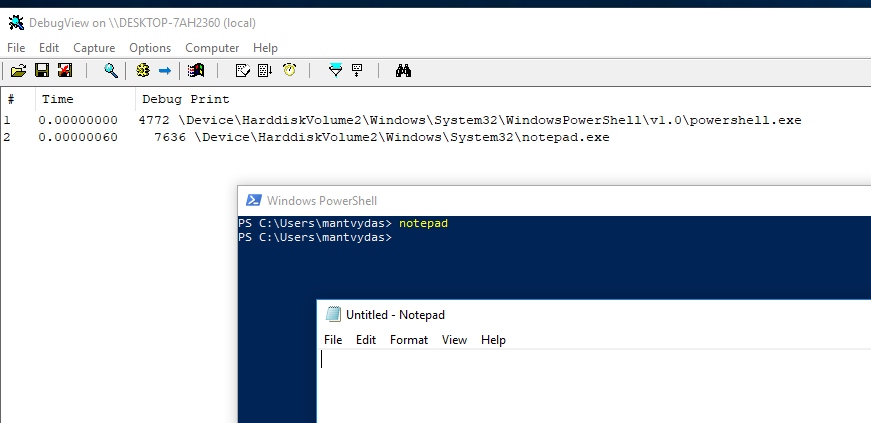 DebugView on \\DESKTOP-7AH2360 (local)
File Edit Capture Options Computer Help
# Time Debug Print
1 0.00000000 4772 \Device\HarddiskVolume2\Windows\System32\WindowsPowerShell\v1.0\powershell.exe
2 0.00000060 7636 \Device\HarddiskVolume2\Windows\System32\notepad.exe
Windows PowerShell
PS C:\Users\mantvydas> notepad
PS C:\Users\mantvydas>
Untitled - Notepad
File Edit Format View Help